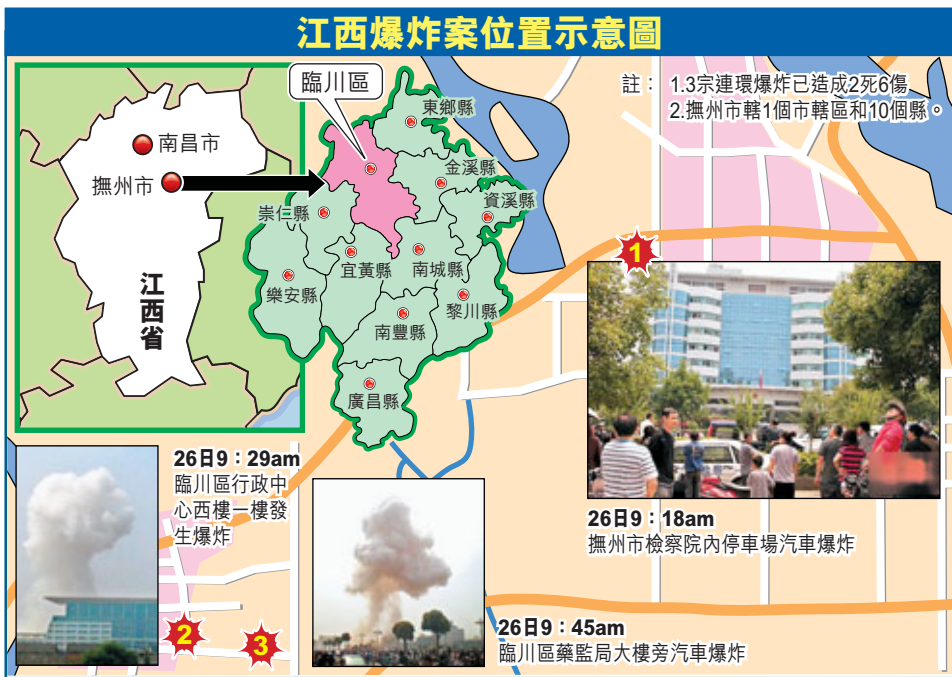 江西爆炸案位置示意圖
註： 1.3宗連環爆炸已造成2死6傷
2.撫州市轄1個市轄區和10個縣。
臨川區
東鄉縣
南昌市
撫州市
金溪縣
資溪縣
崇仁縣
宜黃縣
南城縣
樂安縣
黎川縣
南豐縣
廣昌縣
江西省
1
26日9：29am
臨川區行政中
心西樓一樓發
生爆炸
26日9：18am
撫州市檢察院內停車場汽車爆炸
2
3
26日9：45am
臨川區藥監局大樓旁汽車爆炸